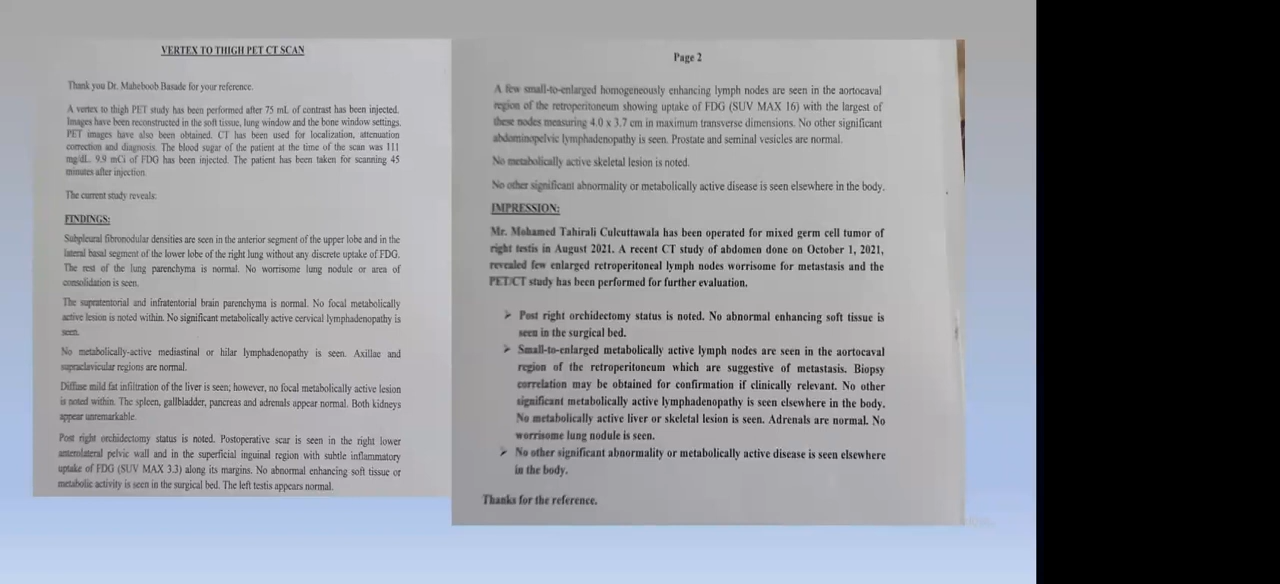 VERTEX TO THIGH PET CT SCAN
Thank you Dr. Maheboob Basade for your reference.
A vertex to thigh PET study has been performed after 75 mL of contrast has been injected.
Images have been reconstructed in the soft tissue, lung window and the bone window settings.
PET images have also been obtained. CT has been used for localization, attenuation
correction and diagnosis. The blood sugar of the patient at the time of the scan was 111
mg/dL. 9.9 mCi of FDG has been injected. The patient has been taken for scanning 45
minutes after injection.
The current study reveals:
FINDINGS:
Subpleural fibronodular densities are seen in the anterior segment of the upper lobe and in the
lateral basal segment of the lower lobe of the right lung without any discrete uptake of FDG.
The rest of the lung parenchyma is normal. No worrisome lung nodule or area of
consolidation is seen.
The supratentorial and infratentorial brain parenchyma is normal. No focal metabolically
active lesion is noted within. No significant metabolically active cervical lymphadenopathy is
seen.
No metabolically-active mediastinal or hilar lymphadenopathy is seen. Axillae and
supraclavicular regions are normal.
Diffuse mild fat infiltration of the liver is seen; however, no focal metabolically active lesion
is noted within. The spleen, gallbladder, pancreas and adrenals appear normal. Both kidneys
appear unremarkable.
Post right orchidectomy status is noted. Postoperative scar is seen in the right lower
anterolateral pelvic wall and in the superficial inguinal region with subtle inflammatory
uptake of FDG (SUV MAX 3.3) along its margins. No abnormal enhancing soft tissue or
metabolic activity is seen in the surgical bed. The left testis appears normal.
Page 2
A few small-to-enlarged homogeneously enhancing lymph nodes are seen in the aortocaval
region of the retroperitoneum showing uptake of FDG (SUV MAX 16) with the largest of
these nodes measuring 4.0 x 3.7 cm in maximum transverse dimensions. No other significant
abdominopelvic lymphadenopathy is seen. Prostate and seminal vesicles are normal.
No metabolically active skeletal lesion is noted.
No other significant abnormality or metabolically active disease is seen elsewhere in the body.
IMPRESSION:
Mr. Mohamed Tahirali Culcuttawala has been operated for mixed germ cell tumor of
right testis in August 2021. A recent CT study of abdomen done on October 1, 2021,
revealed few enlarged retroperitoneal lymph nodes worrisome for metastasis and the
PET/CT study has been performed for further evaluation.
➢ Post right orchidectomy status is noted. No abnormal enhancing soft tissue is
seen in the surgical bed.
➢ Small-to-enlarged metabolically active lymph nodes are seen in the aortocaval
region of the retroperitoneum which are suggestive of metastasis. Biopsy
correlation may be obtained for confirmation if clinically relevant. No other
significant metabolically active lymphadenopathy is seen elsewhere in the body.
No metabolically active liver or skeletal lesion is seen. Adrenals are normal. No
worrisome lung nodule is seen.
➢ No other significant abnormality or metabolically active disease is seen elsewhere
in the body.
Thanks for the reference.